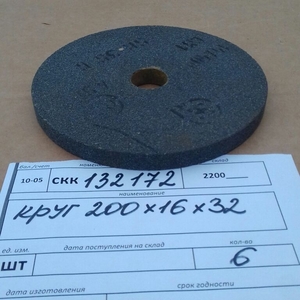 10-05 СКК 132172 2200
круг 200×16×32
ед. изм. дата поступления на склад кол-во
ШТ 6
дата изготовления срок годности